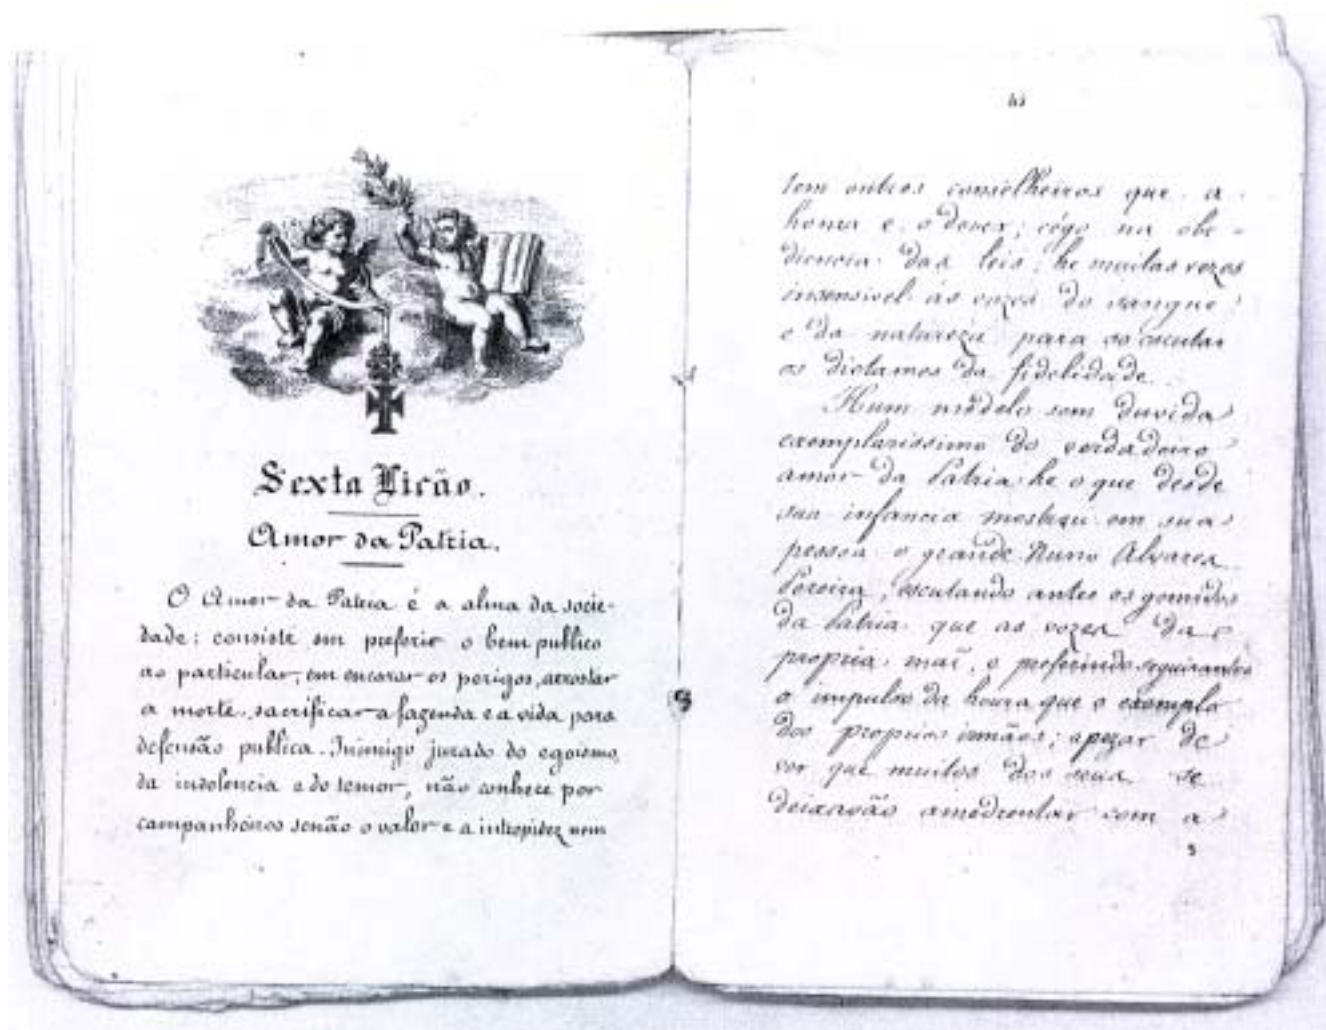 Sexta Lição.
Amor da Patria.
O Amor da Patria é a alma da socie-
dade: consiste em preferir o bem publico
ao particular, em encarar os perigos, arrostar
a morte, sacrificar a fazenda e a vida para
defensão publica. Inimigo jurado do egoismo,
da indolencia e do temor, não conhece por
companheiros senão o valor e a intrepidez nem
tem outros conselheiros que a
honra e o dever; cégo na obe-
diencia das leis, he muitas vezes
insensivel ás vozes do sangue
e da natureza para só escutar
os dictames da fidelidade.
Hum modelo sem duvida
exemplarissimo do verdadeiro
amor da Patria he o que desde
sua infancia mostrou em sua
pessoa o grande Nuno Alvares
Pereira, escutando antes os gemidos
da Patria que as vozes da
propria mai, e preferindo seguir antes
o impulso da honra que o exemplo
dos proprios irmãos; apezar de
ver que muitos dos seus se
deixavão amedrontar com a
3